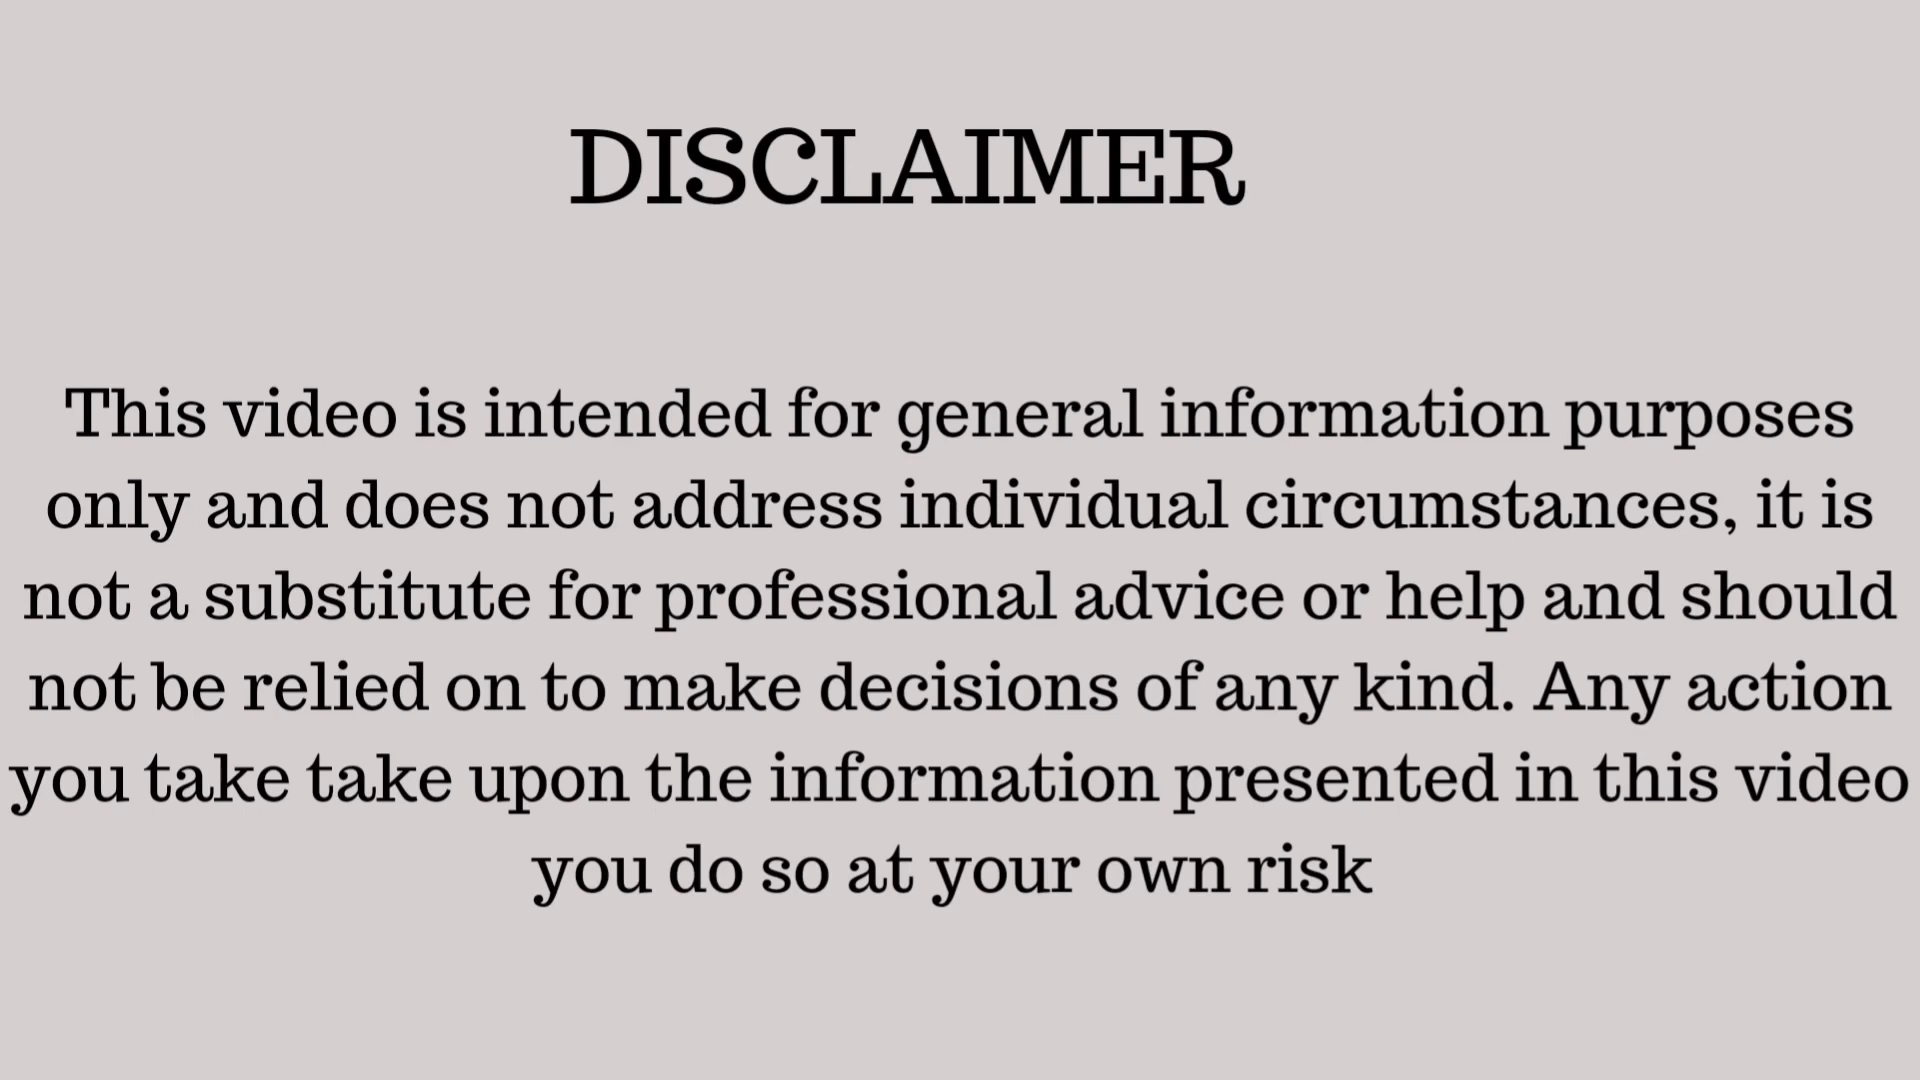 DISCLAIMER
This video is intended for general information purposes
only and does not address individual circumstances, it is
not a substitute for professional advice or help and should
not be relied on to make decisions of any kind. Any action
you take take upon the information presented in this video
you do so at your own risk